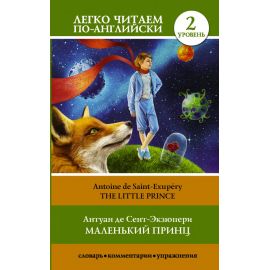 ЛЕГКО ЧИТАЕМ
ПО-АНГЛИЙСКИ
2
УРОВЕНЬ
Antoine de Saint-Exupéry
THE LITTLE PRINCE
Антуан де Сент-Экзюпери
МАЛЕНЬКИЙ ПРИНЦ
словарь • комментарии • упражнения